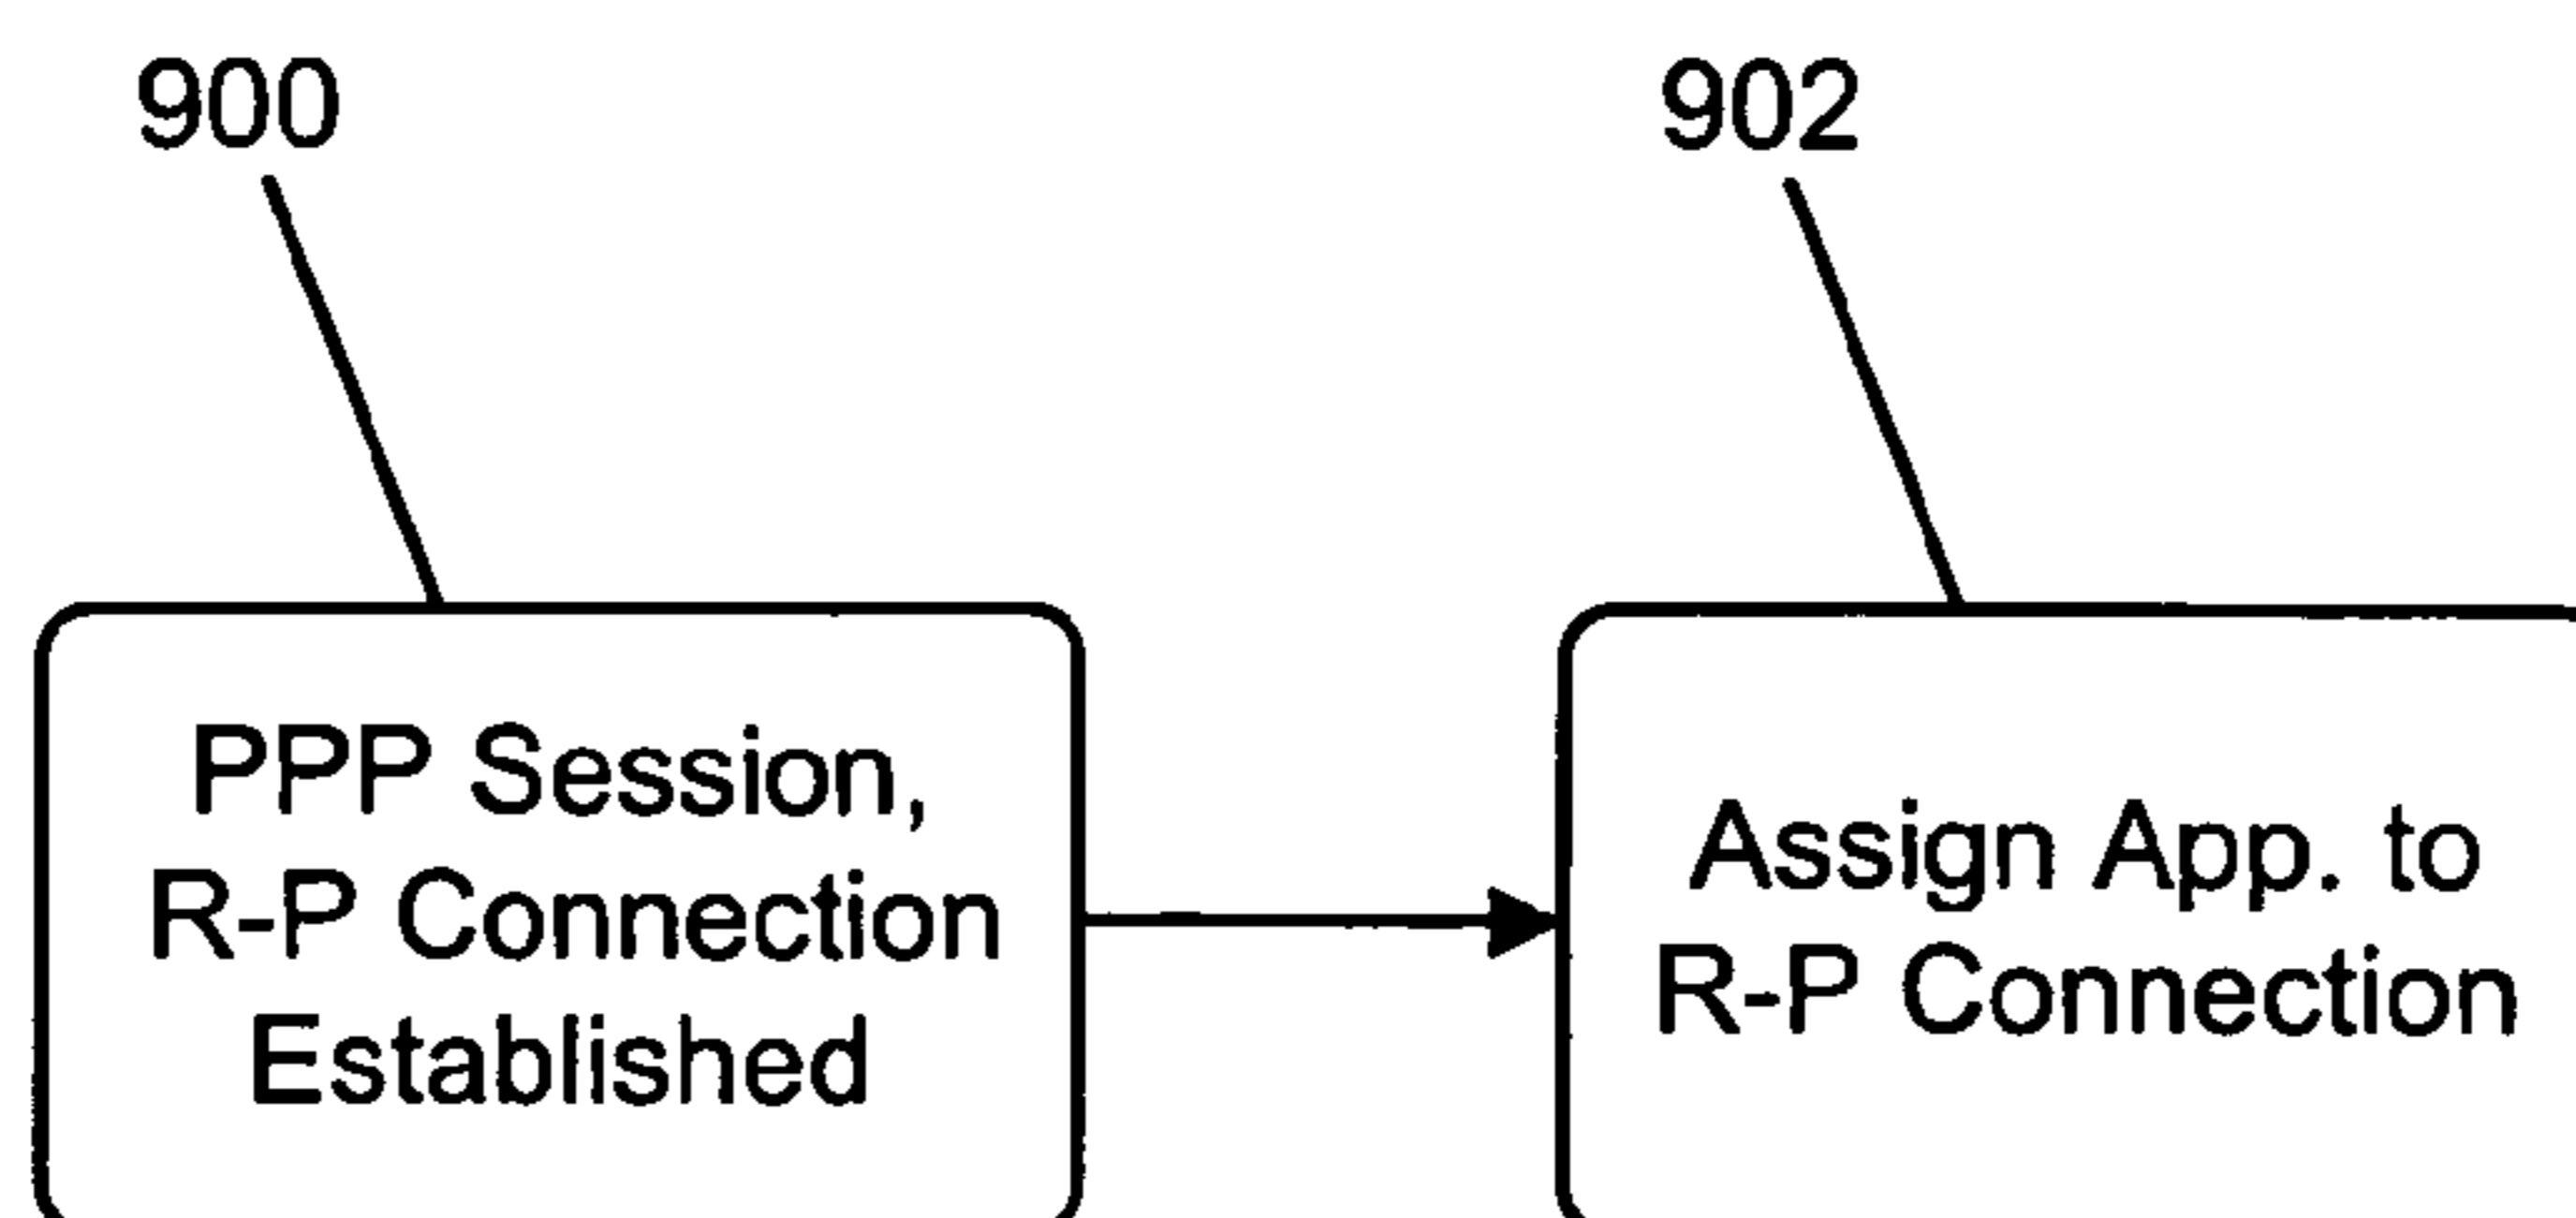 900
902
PPP Session,
R-P Connection
Established
Assign App. to
R-P Connection